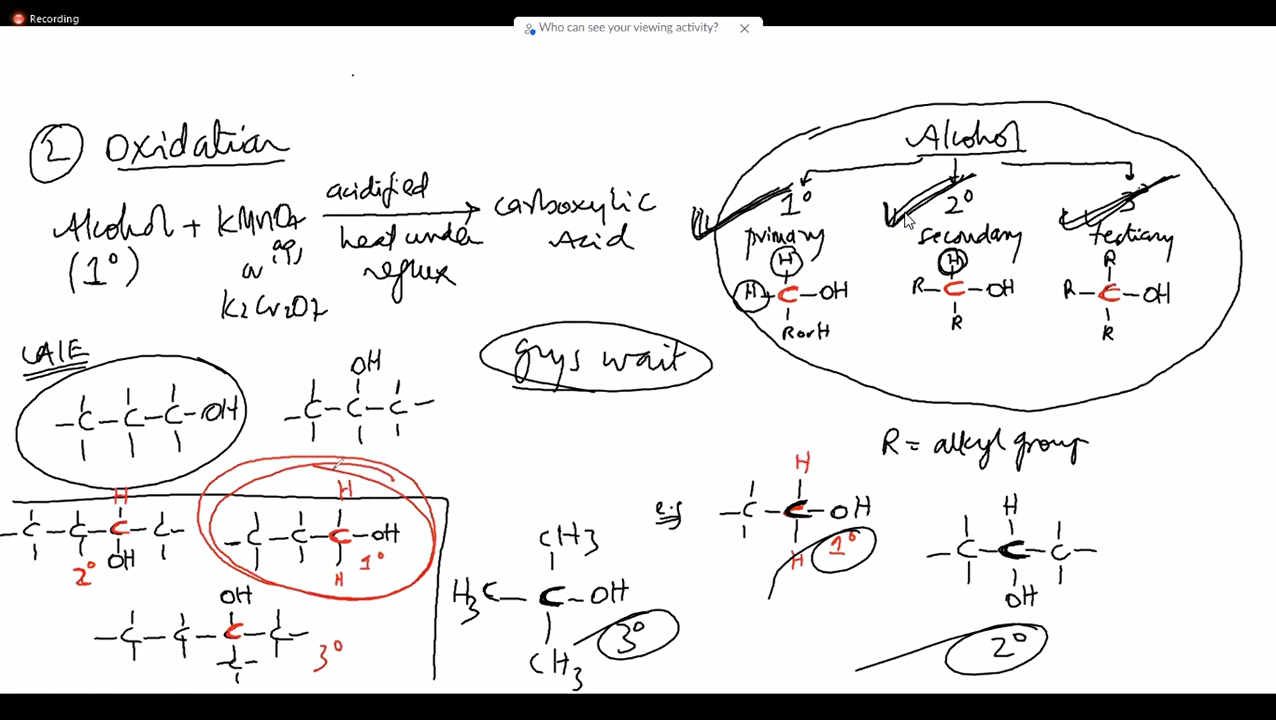 Recording
Who can see your viewing activity?
② Oxidation
Alcohol + KMnO4 acidified carboxylic
(1°) (aq) heat under Acid
or reflux
K2Cr2O7
Alcohol
1° 2° 3°
primary secondary tertiary
H H R
H-C-OH R-C-OH R-C-OH
R or H R R
CAIE
guys wait
-C-C-C-OH
OH
-C-C-C-
R = alkyl group
H
-C-C-C-C-
2° OH
H
-C-C-C-OH
H 1°
OH
-C-C-C-C-
-C-
3°
CH3
H3C-C-OH
CH3
3°
e.g
H
-C-C-OH
H 1°
H
-C-C-C-
OH
2°